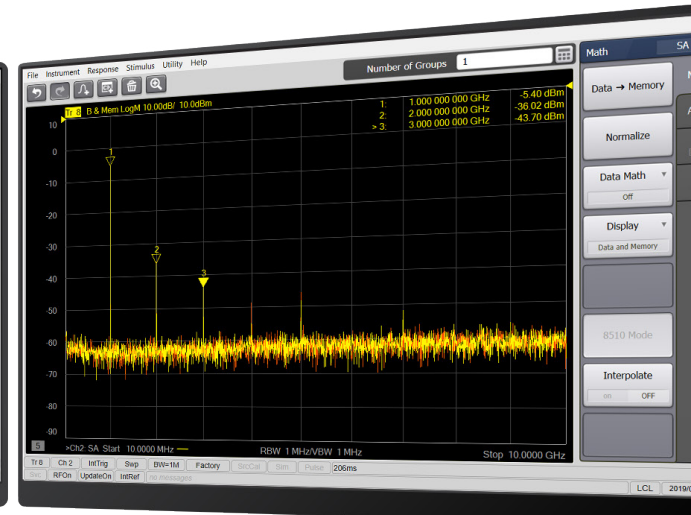 File Instrument Response Stimulus Utility Help
Number of Groups 1
Math SA
Tr 6 B & Mem LogM 10.00dB/ 10.0dBm
1: 1.000 000 000 GHz -5.40 dBm
2: 2.000 000 000 GHz -36.02 dBm
> 3: 3.000 000 000 GHz -43.70 dBm
10
0
-10
-20
-30
-40
-50
-60
-70
-80
-90
1
2
3
Data → Memory
Normalize
Data Math
Off
Display
Data and Memory
8510 Mode
Interpolate
on OFF
5 >Ch2: SA Start 10.0000 MHz RBW 1 MHz/VBW 1 MHz Stop 10.0000 GHz
Tr 6 Ch 2 IntTrig Swp BW=1M Factory SrcCal Sim Pulse 206ms
Svc RFOn UpdateOn IntRef no messages
LCL 2019/0